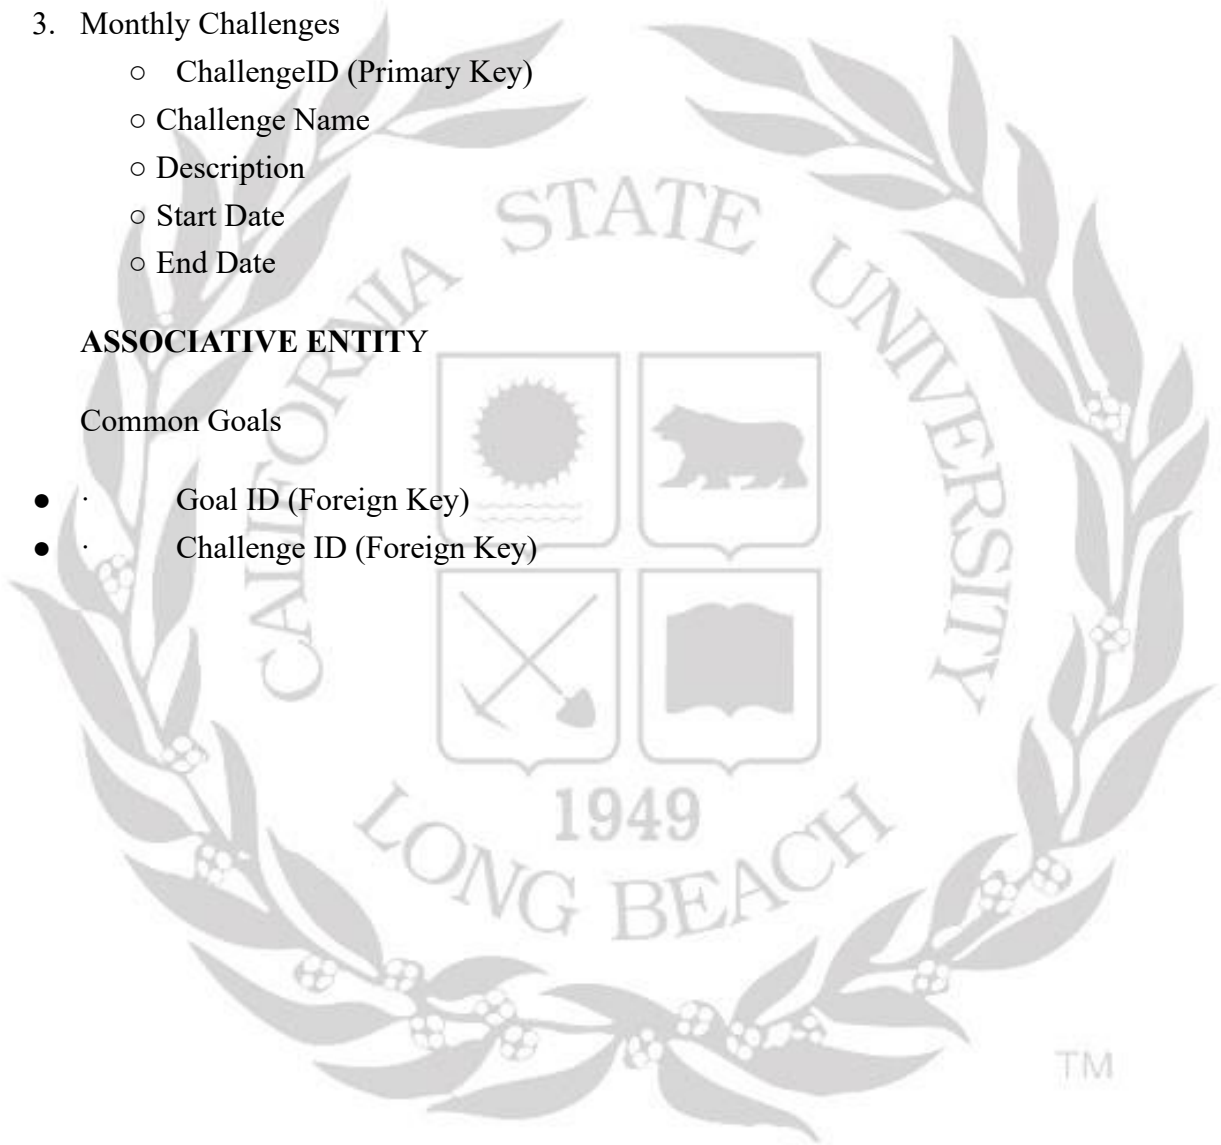 3. Monthly Challenges
○ ChallengeID (Primary Key)
○ Challenge Name
○ Description
○ Start Date
○ End Date
ASSOCIATIVE ENTITY
Common Goals
● · Goal ID (Foreign Key)
● · Challenge ID (Foreign Key)
CALIFORNIA STATE UNIVERSITY
1949
LONG BEACH
TM